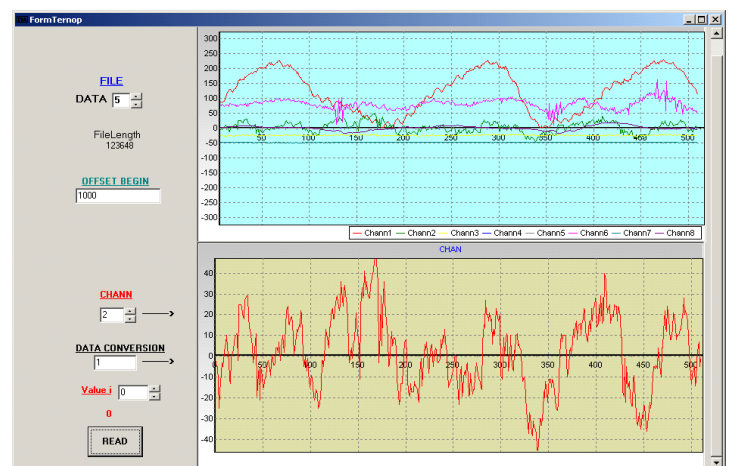 FormTernop
FILE
DATA 5
FileLength
123648
OFFSET BEGIN
1000
CHANN
2
DATA CONVERSION
1
Value i 0
0
READ
300
250
200
150
100
50
0
-50
-100
-150
-200
-250
-300
50 100 150 200 250 300 350 400 450 500
Chann1 Chann2 Chann3 Chann4 Chann5 Chann6 Chann7 Chann8
CHAN
40
30
20
10
0
-10
-20
-30
-40
0 50 100 150 200 250 300 350 400 450 500